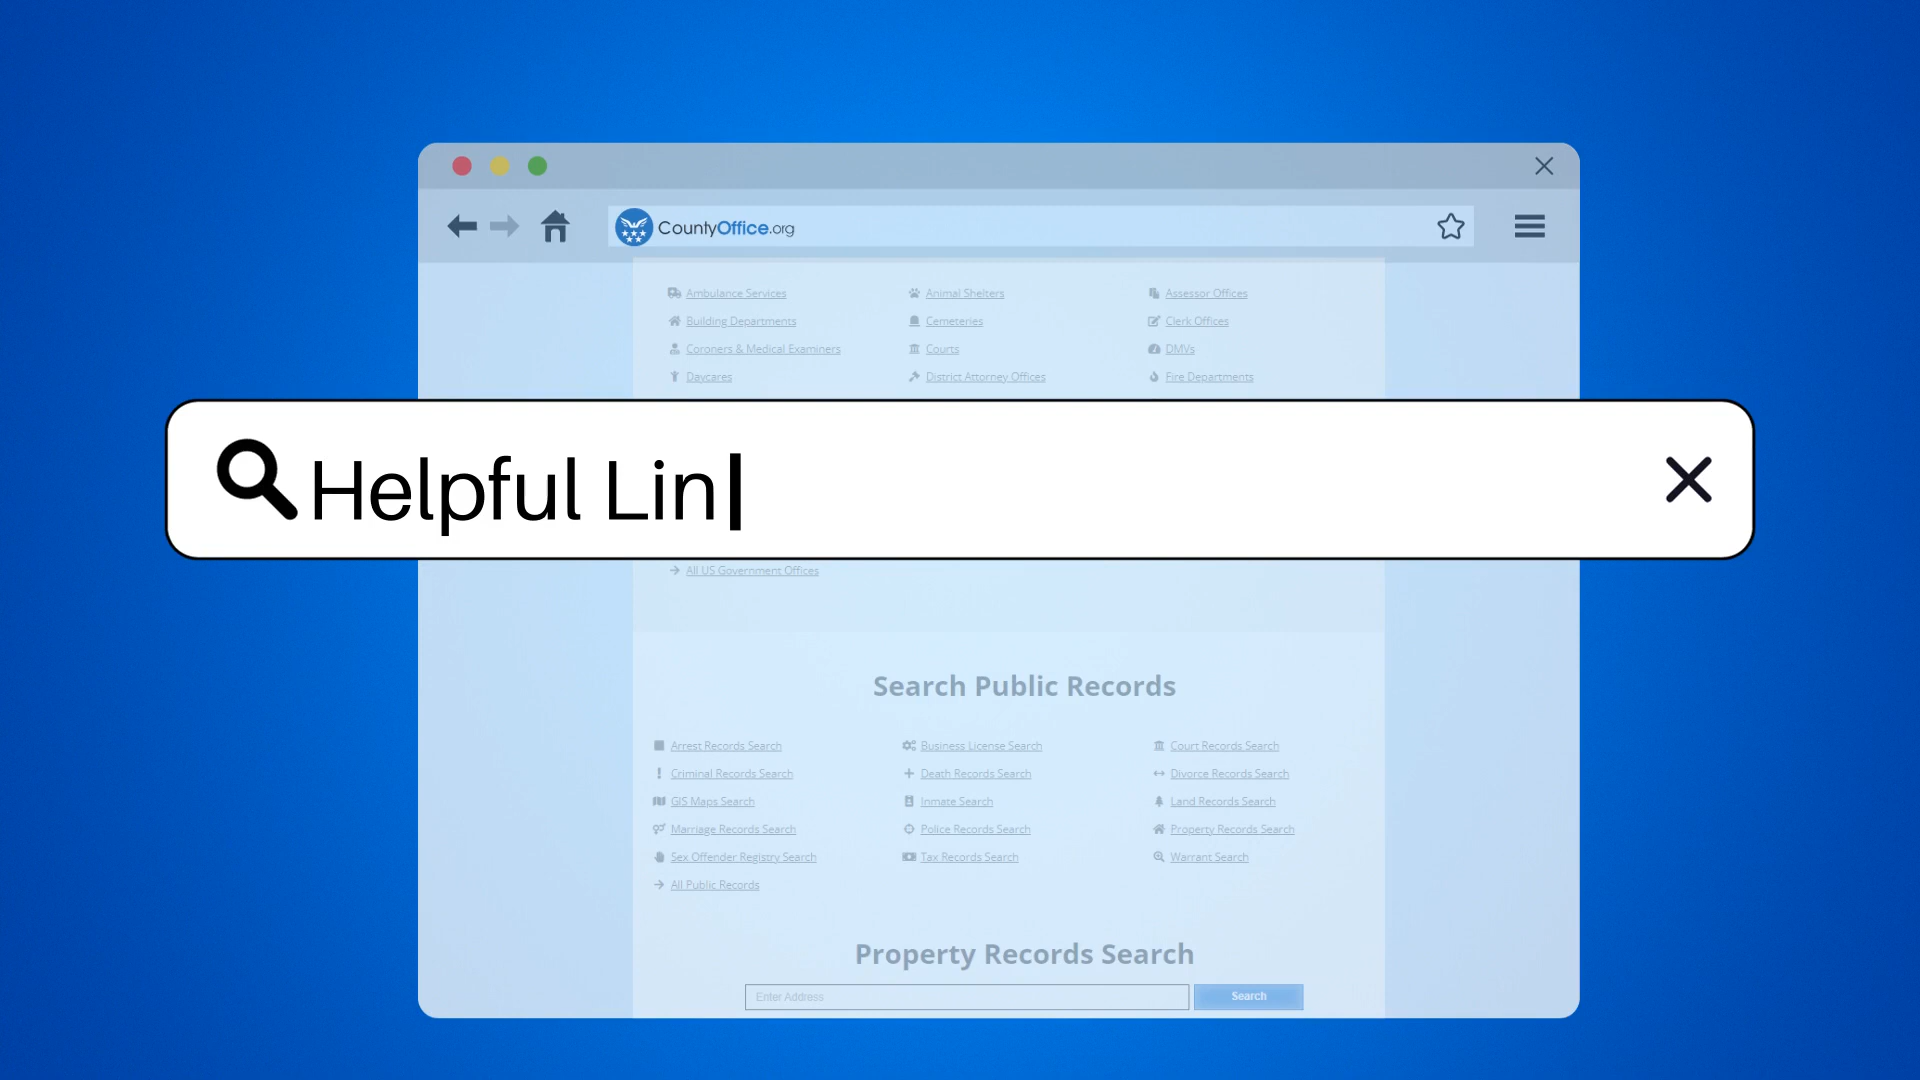 CountyOffice.org
Ambulance Services Animal Shelters Assessor Offices
Building Departments Cemeteries Clerk Offices
Coroners & Medical Examiners Courts DMVs
Daycares District Attorney Offices Fire Departments
Helpful Lin
All US Government Offices
Search Public Records
Arrest Records Search Business License Search Court Records Search
Criminal Records Search Death Records Search Divorce Records Search
GIS Maps Search Inmate Search Land Records Search
Marriage Records Search Police Records Search Property Records Search
Sex Offender Registry Search Tax Records Search Warrant Search
All Public Records
Property Records Search
Enter Address Search